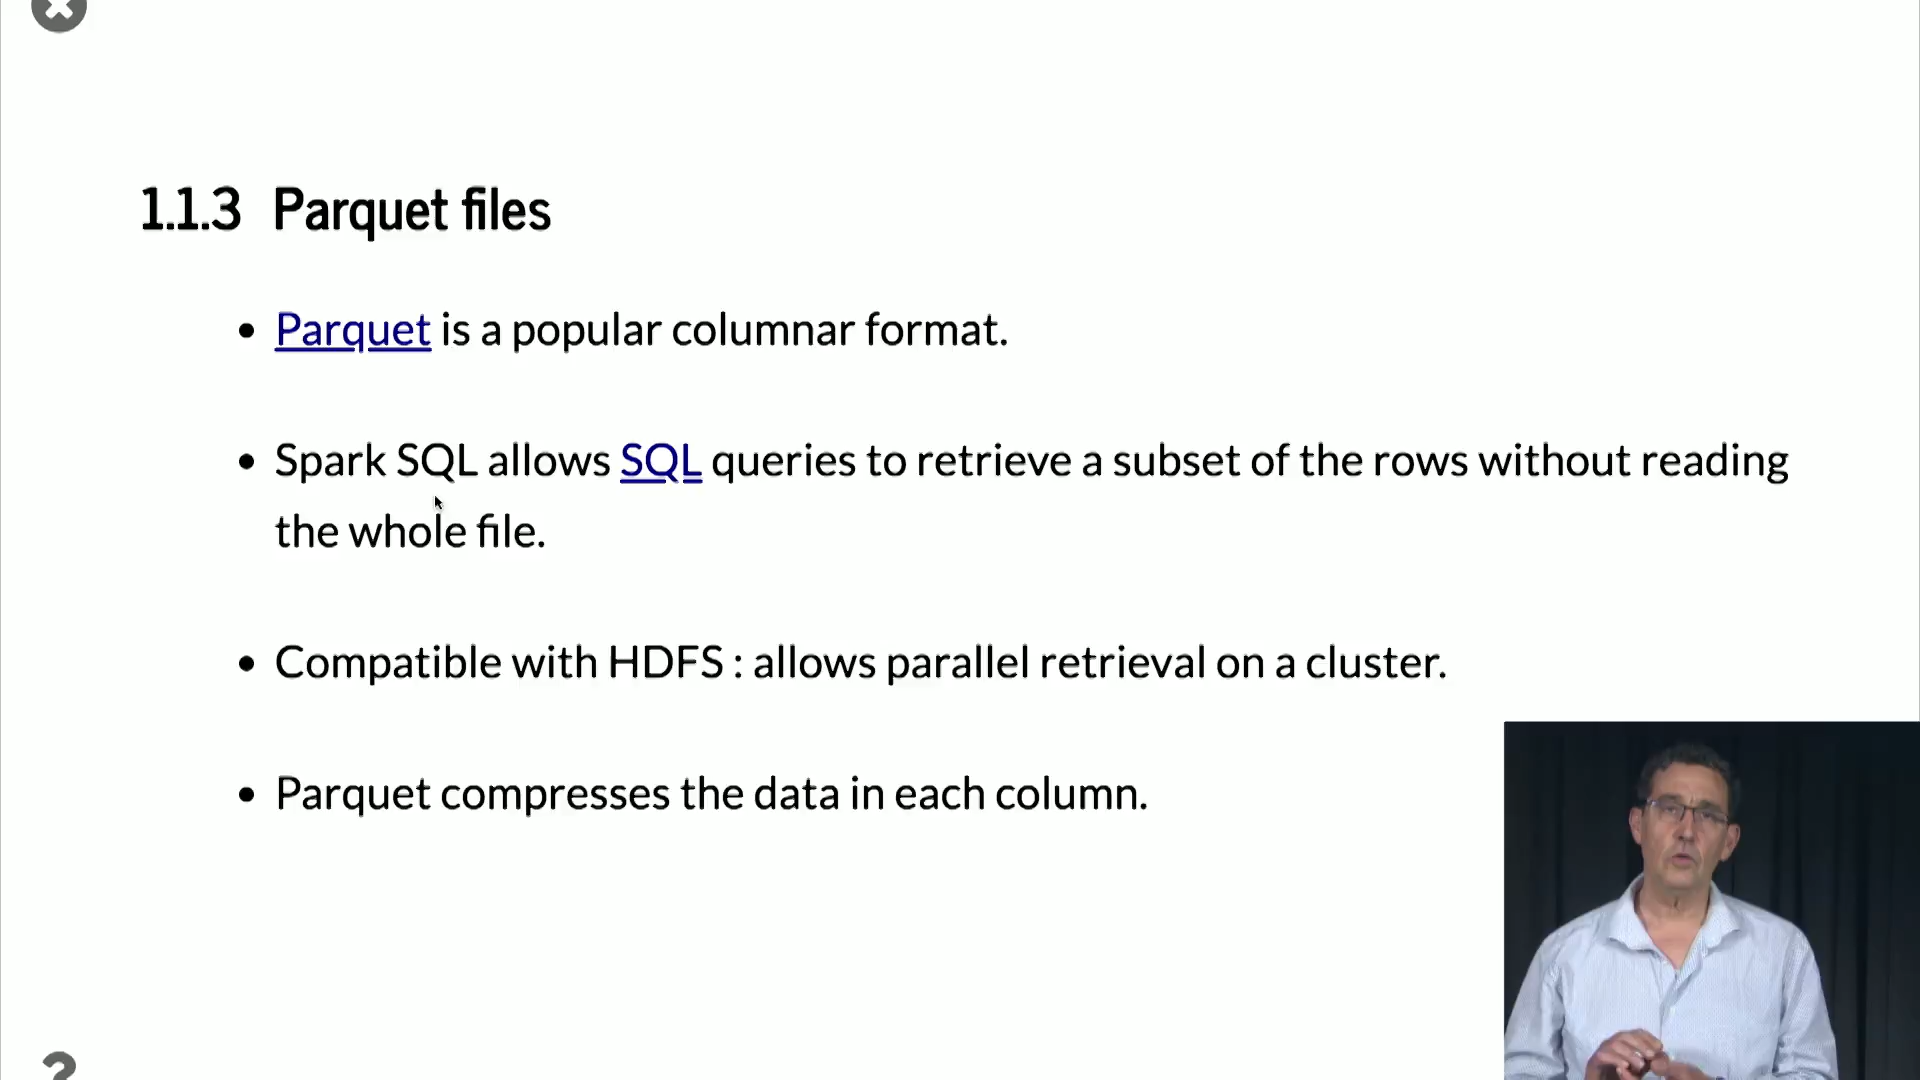 1.1.3 Parquet files
• Parquet is a popular columnar format.
• Spark SQL allows SQL queries to retrieve a subset of the rows without reading
the whole file.
• Compatible with HDFS : allows parallel retrieval on a cluster.
• Parquet compresses the data in each column.
?